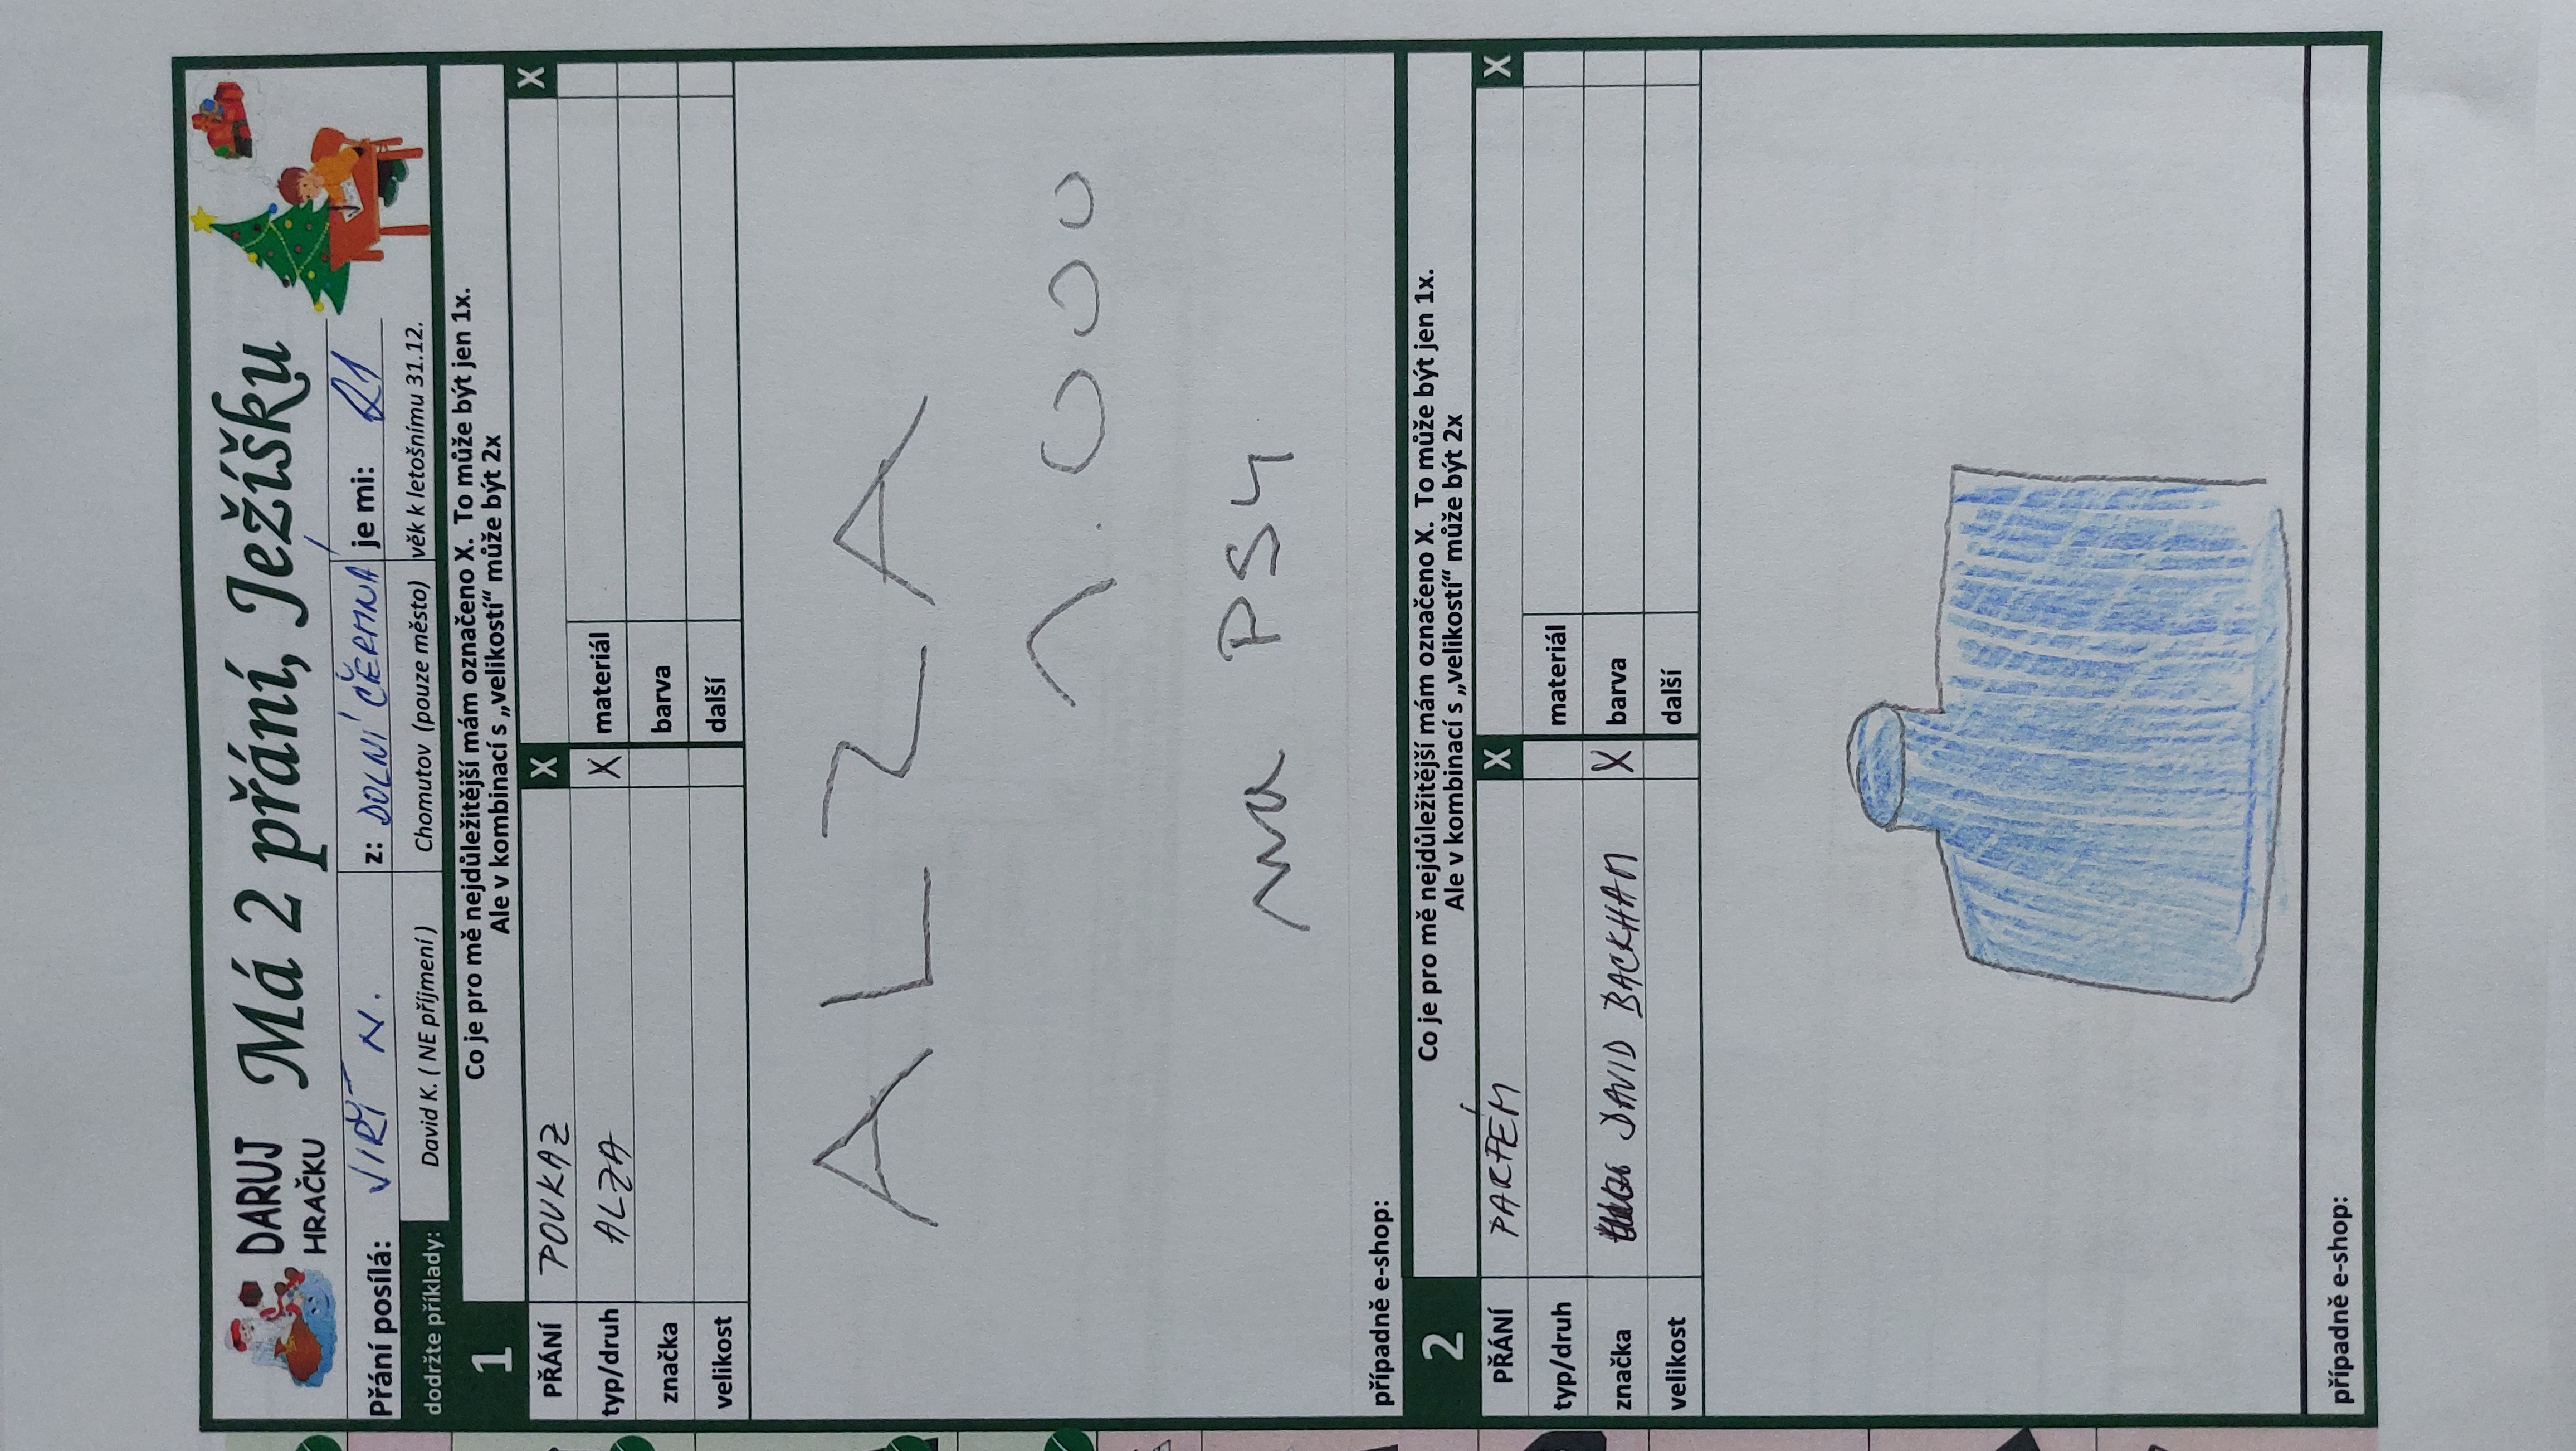 DARUJ
HRAČKU
Má 2 přání, Ježíšku
Přání posílá: JIŘÍ N. z: DOLNÍ ČERMNÁ je mi: 21
dodržte příklady: David K. ( NE příjmení ) Chomutov (pouze město) věk k letošnímu 31.12.
1 Co je pro mě nejdůležitější mám označeno X. To může být jen 1x.
Ale v kombinací s „velikostí“ může být 2x
PŘÁNÍ POUKAZ X X
typ/druh ALZA X materiál
značka barva
velikost další
ALZA
1.000
na PS4
případně e-shop:
2 Co je pro mě nejdůležitější mám označeno X. To může být jen 1x.
Ale v kombinací s „velikostí“ může být 2x
PŘÁNÍ PARFÉM X X
typ/druh materiál
značka DAVID BACKHAM X barva
velikost další
případně e-shop: